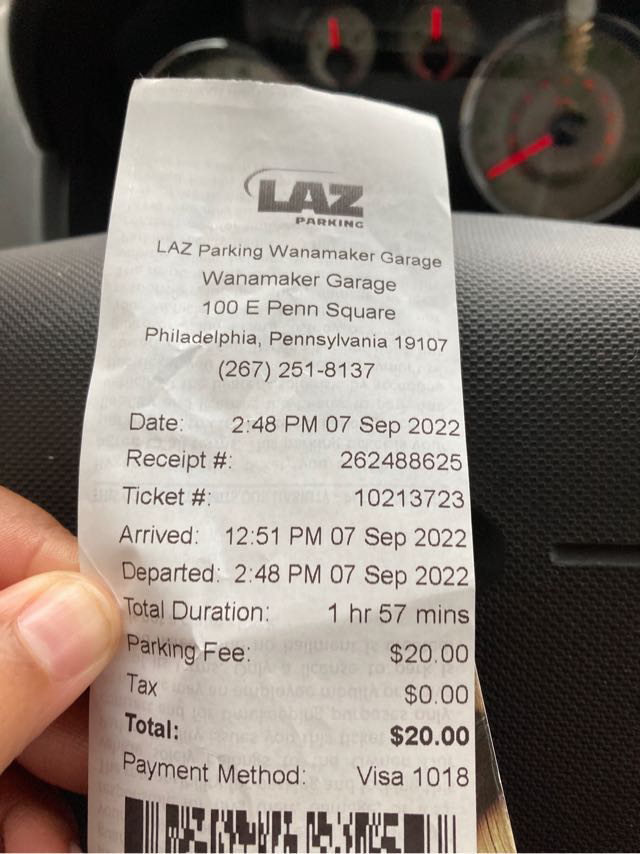 LAZ
PARKING
LAZ Parking Wanamaker Garage
Wanamaker Garage
100 E Penn Square
Philadelphia, Pennsylvania 19107
(267) 251-8137
Date: 2:48 PM 07 Sep 2022
Receipt #: 262488625
Ticket #: 10213723
Arrived: 12:51 PM 07 Sep 2022
Departed: 2:48 PM 07 Sep 2022
Total Duration: 1 hr 57 mins
Parking Fee: $20.00
Tax $0.00
Total: $20.00
Payment Method: Visa 1018